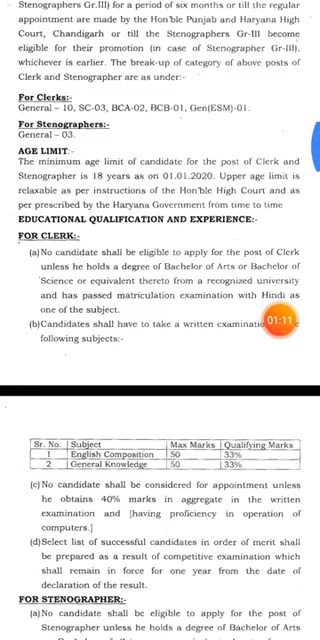 Stenographers Gr.III) for a period of six months or till the regular
appointment are made by the Hon'ble Punjab and Haryana High
Court, Chandigarh or till the Stenographers Gr-III become
eligible for their promotion (in case of Stenographer Gr-III),
whichever is earlier. The break-up of category of above posts of
Clerk and Stenographer are as under:-
For Clerks:-
General – 10, SC-03, BCA-02, BCB-01, Gen(ESM)-01.
For Stenographers:-
General – 03.
AGE LIMIT:-
The minimum age limit of candidate for the post of Clerk and
Stenographer is 18 years as on 01.01.2020. Upper age limit is
relaxable as per instructions of the Hon'ble High Court and as
per prescribed by the Haryana Government from time to time
EDUCATIONAL QUALIFICATION AND EXPERIENCE:-
FOR CLERK:-
(a)No candidate shall be eligible to apply for the post of Clerk
unless he holds a degree of Bachelor of Arts or Bachelor of
Science or equivalent thereto from a recognized university
and has passed matriculation examination with Hindi as
one of the subject.
(b)Candidates shall have to take a written
01:11
following subjects:-
Sr. No. Subject Max Marks Qualifying Marks
1 English Composition 50 33%
2 General Knowledge 50 33%
(c) No candidate shall be considered for appointment unless
he obtains 40% marks in aggregate in the written
examination and [having proficiency in operation of
computers.]
(d)Select list of successful candidates in order of merit shall
be prepared as a result of competitive examination which
shall remain in force for one year from the date of
declaration of the result.
FOR STENOGRAPHER:-
(a)No candidate shall be eligible to apply for the post of
Stenographer unless he holds a degree of Bachelor of Arts